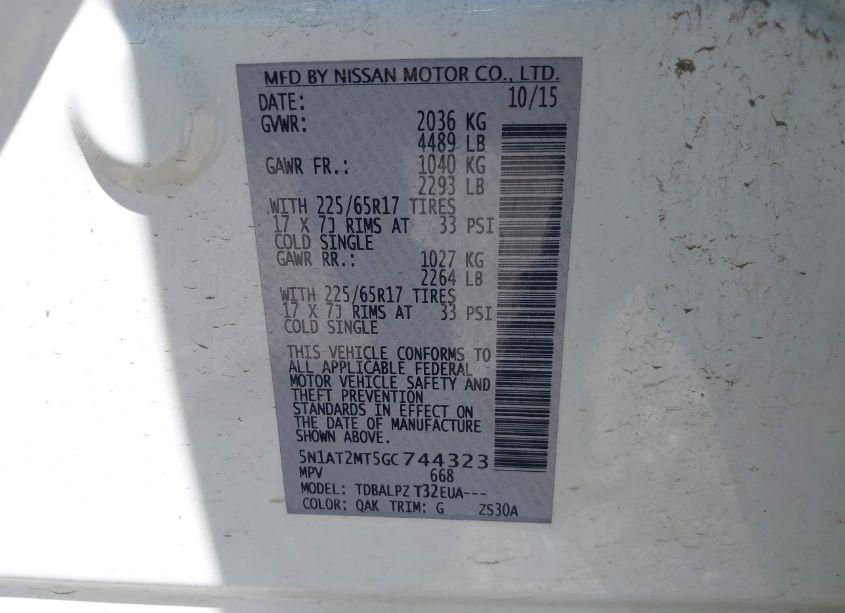 MFD BY NISSAN MOTOR CO., LTD.
DATE: 10/15
GVWR: 2036 KG
4489 LB
GAWR FR.: 1040 KG
2293 LB
WITH 225/65R17 TIRES
17 X 7J RIMS AT 33 PSI
COLD SINGLE
GAWR RR.: 1027 KG
2264 LB
WITH 225/65R17 TIRES
17 X 7J RIMS AT 33 PSI
COLD SINGLE
THIS VEHICLE CONFORMS TO
ALL APPLICABLE FEDERAL
MOTOR VEHICLE SAFETY AND
THEFT PREVENTION
STANDARDS IN EFFECT ON
THE DATE OF MANUFACTURE
SHOWN ABOVE.
5N1AT2MT5GC744323
MPV 668
MODEL: TDBALPZ T32EUA---
COLOR: QAK TRIM: G ZS30A